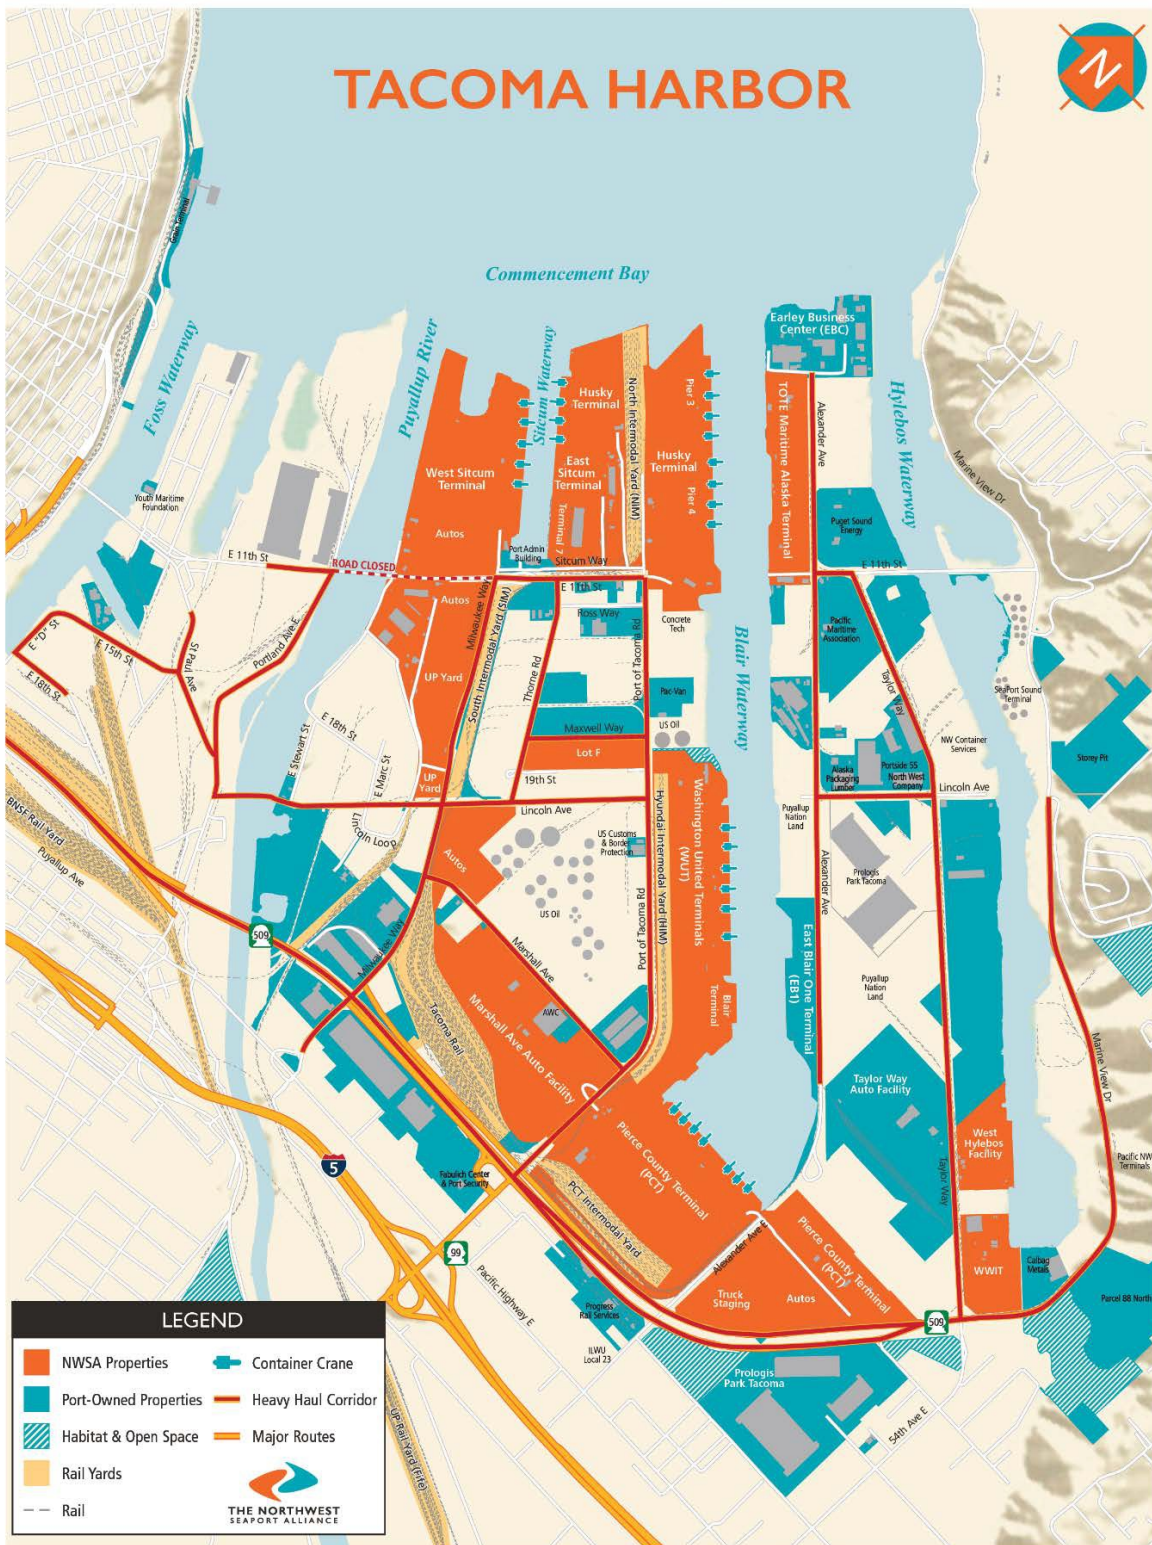 TACOMA HARBOR
N
Commencement Bay
Grain Terminal
Foss Waterway
Puyallup River
Sitcum Waterway
Hylebos Waterway
Blair Waterway
Earley Business
Center (EBC)
Husky
Terminal
North Intermodal Yard (NIM)
Pier 3
Husky
Terminal
Pier 4
TOTE Maritime Alaska Terminal
Alexander Ave
Marine View Dr
West Sitcum
Terminal
Autos
East
Sitcum
Terminal
Terminal 7
Youth Maritime
Foundation
Puget Sound
Energy
E 11th St
ROAD CLOSED
Port Admin
Building
Sitcum Way
E 11th St
E 11th St
Autos
Milwaukee Way
South Intermodal Yard (SIM)
Ross Way
Concrete
Tech
Port of Tacoma Rd
Pacific
Maritime
Association
E "D" St
E 15th St
E 18th St
St Paul Ave
Portland Ave E
UP Yard
Thorne Rd
Pac-Van
Taylor Way
SeaPort Sound
Terminal
E Stewart St
E 18th St
E Marc St
Maxwell Way
US Oil
Lot F
19th St
UP
Yard
NW Container
Services
Storey Pit
Alaska
Packaging
Lumber
Portside 55
North West
Company
Lincoln Ave
Lincoln Ave
Lincoln Loop
Puyallup
Nation
Land
BNSF Rail Yard
Puyallup Ave
Autos
US Customs
& Border
Protection
US Oil
Hyundai Intermodal Yard (HIM)
Washington United Terminals
(WUT)
Port of Tacoma Rd
Alexander Ave
Prologis
Park Tacoma
509
Milwaukee Way
Marshall Ave
East Blair One Terminal
(EB1)
Puyallup
Nation
Land
Blair
Terminal
Tacoma Rail
Marshall Ave Auto Facility
AWC
Taylor Way
Auto Facility
Marine View Dr
West
Hylebos
Facility
Pierce County Terminal
(PCT)
5
Fabulich Center
& Port Security
PCT Intermodal Yard
Taylor Way
Pacific NW
Terminals
99
Pacific Highway E
Alexander Ave E
Pierce County Terminal
(PCT)
Truck
Staging
Autos
WWIT
Calbag
Metals
Parcel 88 North
Progress
Rail Services
509
ILWU
Local 23
Prologis
Park Tacoma
54th Ave E
UP Rail Yard (Fife)
LEGEND
NWSA Properties
Container Crane
Port-Owned Properties
Heavy Haul Corridor
Habitat & Open Space
Major Routes
Rail Yards
Rail
THE NORTHWEST
SEAPORT ALLIANCE